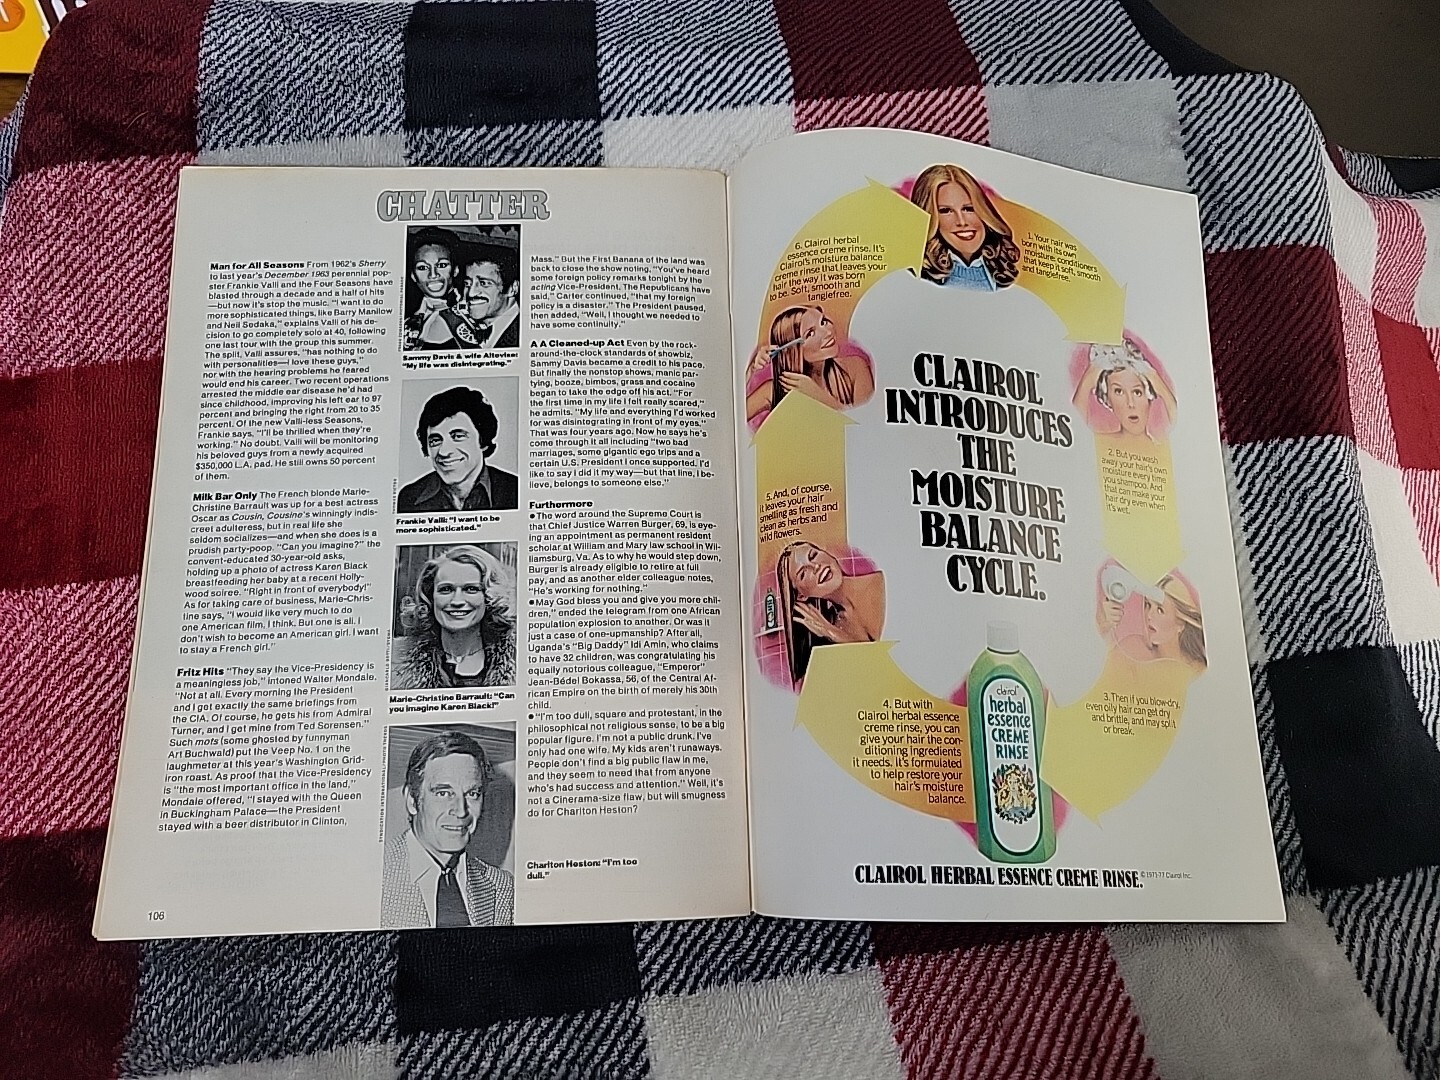 CHATTER
Man for All Seasons From 1962's Sherry
to last year's December 1963 perennial pop-
ster Frankie Valli and the Four Seasons have
blasted through a decade and a half of hits
—but now it's stop the music. "I want to do
more sophisticated things, like Barry Manilow
and Neil Sedaka," explains Valli of his de-
cision to go completely solo at 40, following
one last tour with the group this summer.
The split, Valli assures, "has nothing to do
with personalities—I love these guys,"
nor with the hearing problems he feared
would end his career. Two recent operations
arrested the middle ear disease he'd had
since childhood, improving his left ear to 97
percent and bringing the right from 20 to 35
percent. Of the new Valli-less Seasons,
Frankie says, "I'll be thrilled when they're
working." No doubt. Valli will be monitoring
his beloved guys from a newly acquired
$350,000 L.A. pad. He still owns 50 percent
of them.
Milk Bar Only The French blonde Marie-
Christine Barrault was up for a best actress
Oscar as Cousin, Cousine's winningly indis-
creet adulteress, but in real life she
seldom socializes—and when she does is a
prudish party-poop. "Can you imagine?" the
convent-educated 30-year-old asks,
holding up a photo of actress Karen Black
breastfeeding her baby at a recent Holly-
wood soiree. "Right in front of everybody!"
As for taking care of business, Marie-Chris-
tine says, "I would like very much to do
one American film, I think. But one is all. I
don't wish to become an American girl. I want
to stay a French girl."
Fritz Hits "They say the Vice-Presidency is
a meaningless job," intoned Walter Mondale.
"Not at all. Every morning the President
and I get exactly the same briefings from
the CIA. Of course, he gets his from Admiral
Turner, and I get mine from Ted Sorensen."
Such mots (some ghosted by funnyman
Art Buchwald) put the Veep No. 1 on the
laughmeter at this year's Washington Grid-
iron roast. As proof that the Vice-Presidency
is "the most important office in the land,"
Mondale offered, "I stayed with the Queen
in Buckingham Palace—the President
stayed with a beer distributor in Clinton,
106
Sammy Davis & wife Altovise:
"My life was disintegrating."
Frankie Valli: "I want to be
more sophisticated."
Marie-Christine Barrault: "Can
you imagine Karen Black!"
Mass." But the First Banana of the land was
back to close the show noting, "You've heard
some foreign policy remarks tonight by the
acting Vice-President. The Republicans have
said," Carter continued, "that my foreign
policy is a disaster." The President paused,
then added, "Well, I thought we needed to
have some continuity."
A A Cleaned-up Act Even by the rock-
around-the-clock standards of showbiz,
Sammy Davis became a credit to his pace.
But finally the nonstop shows, manic par-
tying, booze, bimbos, grass and cocaine
began to take the edge off his act. "For
the first time in my life I felt really scared,"
he admits. "My life and everything I'd worked
for was disintegrating in front of my eyes."
That was four years ago. Now he says he's
come through it all including "two bad
marriages, some gigantic ego trips and a
certain U.S. President I once supported. I'd
like to say I did it my way—but that line, I be-
lieve, belongs to someone else."
Furthermore
● The word around the Supreme Court is
that Chief Justice Warren Burger, 69, is eye-
ing an appointment as permanent resident
scholar at William and Mary law school in Wil-
liamsburg, Va. As to why he would step down,
Burger is already eligible to retire at full
pay, and as another elder colleague notes,
"He's working for nothing."
● May God bless you and give you more chil-
dren," ended the telegram from one African
population explosion to another. Or was it
just a case of one-upmanship? After all,
Uganda's "Big Daddy" Idi Amin, who claims
to have 32 children, was congratulating his
equally notorious colleague, "Emperor"
Jean-Bédel Bokassa, 56, of the Central Af-
rican Empire on the birth of merely his 30th
child.
● "I'm too dull, square and protestant, in the
philosophical not religious sense, to be a big
popular figure. I'm not a public drunk. I've
only had one wife. My kids aren't runaways.
People don't find a big public flaw in me,
and they seem to need that from anyone
who's had success and attention." Well, it's
not a Cinerama-size flaw, but will smugness
do for Charlton Heston?
Charlton Heston: "I'm too
dull."
1. Your hair was
born with its own
moisture: conditioners
that keep it soft, smooth
and tanglefree.
2. But you wash
away your hair's own
moisture every time
you shampoo. And
that can make your
hair dry even when
it's wet.
3. Then if you blow-dry,
even oily hair can get dry
and brittle, and may split
or break.
4. But with
Clairol herbal essence
creme rinse, you can
give your hair the con-
ditioning ingredients
it needs. It's formulated
to help restore your
hair's moisture
balance.
5. And, of course,
it leaves your hair
smelling as fresh and
clean as herbs and
wild flowers.
6. Clairol herbal
essence creme rinse. It's
Clairol's moisture balance
creme rinse that leaves your
hair the way it was born
to be. Soft, smooth and
tanglefree.
CLAIROL
INTRODUCES
THE
MOISTURE
BALANCE
CYCLE.
clairol
herbal
essence
CREME
RINSE
CLAIROL HERBAL ESSENCE CREME RINSE.
© 1971-77 Clairol Inc.